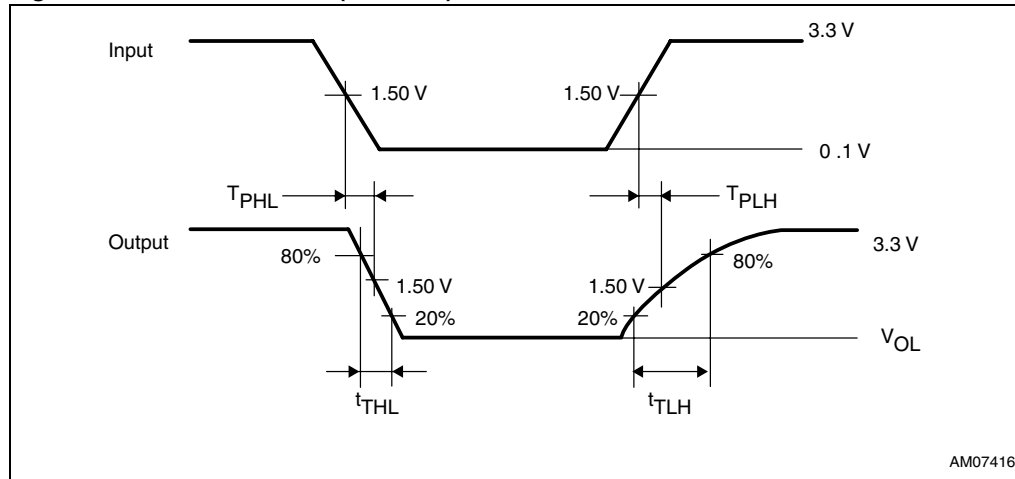 Input
3.3 V
1.50 V
1.50 V
0 .1 V
TPHL
TPLH
Output
3.3 V
80%
80%
1.50 V
1.50 V
20%
20%
VOL
tTHL
tTLH
AM07416